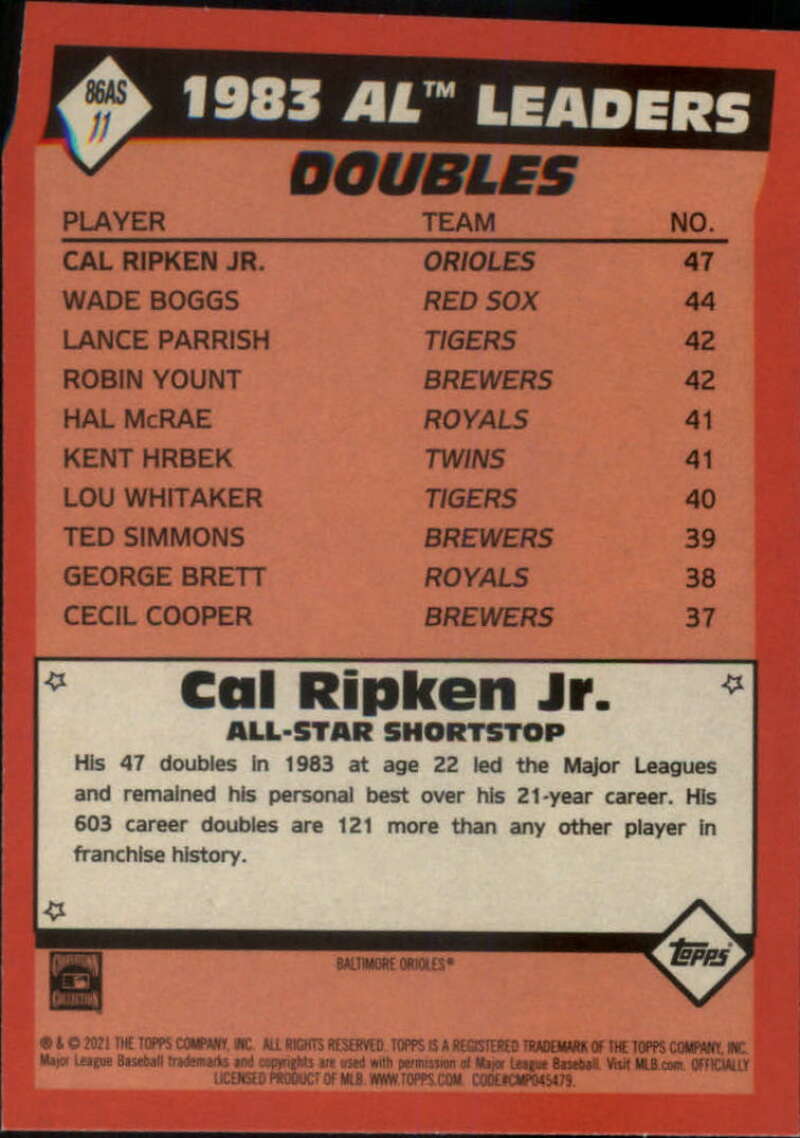 86AS
11
1983 AL™ LEADERS
DOUBLES
PLAYER TEAM NO.
CAL RIPKEN JR. ORIOLES 47
WADE BOGGS RED SOX 44
LANCE PARRISH TIGERS 42
ROBIN YOUNT BREWERS 42
HAL McRAE ROYALS 41
KENT HRBEK TWINS 41
LOU WHITAKER TIGERS 40
TED SIMMONS BREWERS 39
GEORGE BRETT ROYALS 38
CECIL COOPER BREWERS 37
Cal Ripken Jr.
ALL-STAR SHORTSTOP
His 47 doubles in 1983 at age 22 led the Major Leagues
and remained his personal best over his 21-year career. His
603 career doubles are 121 more than any other player in
franchise history.
Topps®
COOPERSTOWN
COLLECTION
BALTIMORE ORIOLES®
® & © 2021 THE TOPPS COMPANY, INC. ALL RIGHTS RESERVED. TOPPS IS A REGISTERED TRADEMARK OF THE TOPPS COMPANY, INC.
Major League Baseball trademarks and copyrights are used with permission of Major League Baseball. Visit MLB.com. OFFICIALLY
LICENSED PRODUCT OF MLB. WWW.TOPPS.COM. CODE#CMP045479.